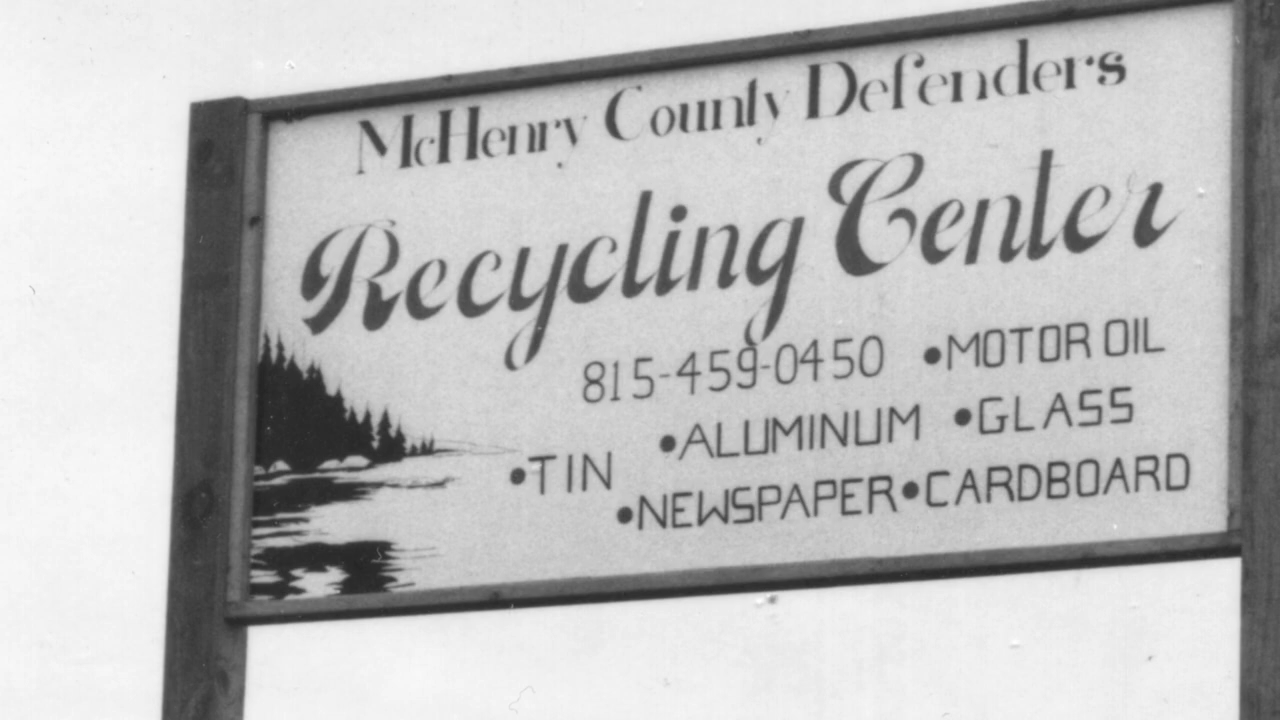 McHenry County Defenders
Recycling Center
815-459-0450 •MOTOR OIL
•TIN •ALUMINUM •GLASS
•NEWSPAPER •CARDBOARD